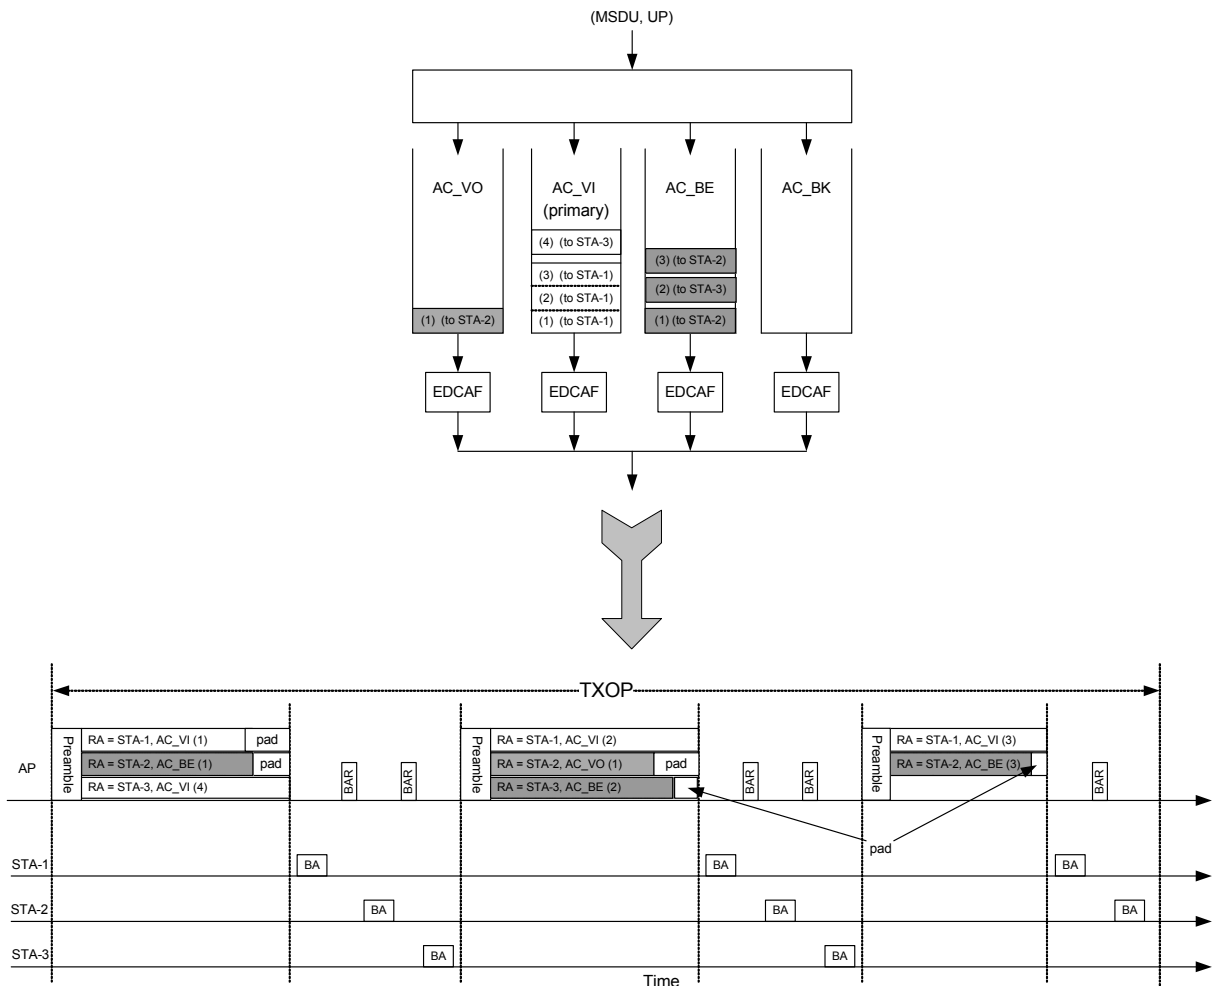 (MSDU, UP)
AC_VO
AC_VI
(primary)
AC_BE
AC_BK
(4) (to STA-3)
(3) (to STA-1)
(2) (to STA-1)
(1) (to STA-1)
(3) (to STA-2)
(2) (to STA-3)
(1) (to STA-2)
(1) (to STA-2)
EDCAF
EDCAF
EDCAF
EDCAF
TXOP
AP
Preamble
RA = STA-1, AC_VI (1)
pad
RA = STA-2, AC_BE (1)
pad
RA = STA-3, AC_VI (4)
BAR
BAR
Preamble
RA = STA-1, AC_VI (2)
RA = STA-2, AC_VO (1)
pad
RA = STA-3, AC_BE (2)
BAR
BAR
Preamble
RA = STA-1, AC_VI (3)
RA = STA-2, AC_BE (3)
BAR
pad
STA-1
BA
BA
BA
STA-2
BA
BA
BA
STA-3
BA
BA
Time